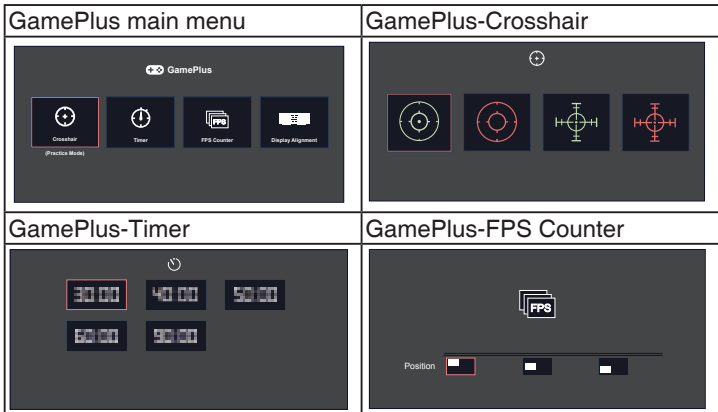 GamePlus main menu
GamePlus-Crosshair
GamePlus
Crosshair
Timer
FPS
FPS Counter
Display Alignment
(Practice Mode)
GamePlus-Timer
GamePlus-FPS Counter
30:00
40:00
50:00
60:00
90:00
FPS
Position